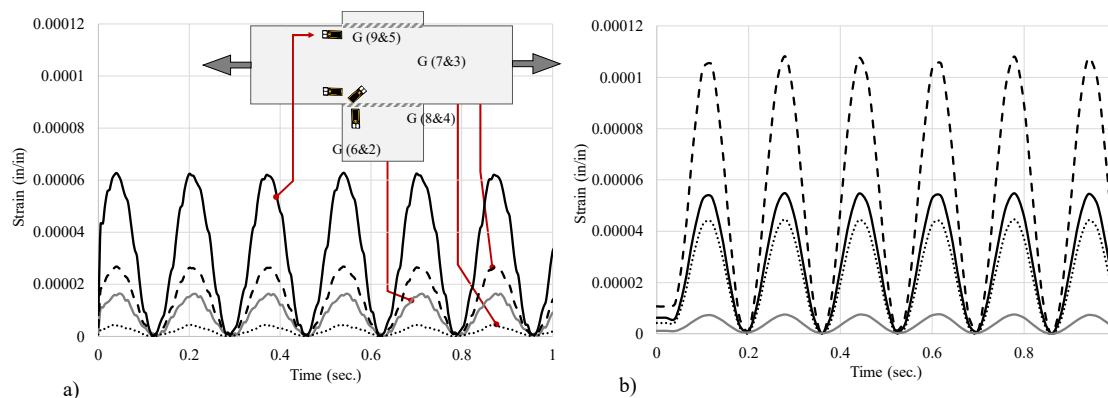 0.00012
0.0001
0.00008
0.00006
0.00004
0.00002
0
Strain (in/in)
0 0.2 0.4 0.6 0.8 1
Time (sec.)
a)
G (9&5)
G (7&3)
G (8&4)
G (6&2)
0.00012
0.0001
0.00008
0.00006
0.00004
0.00002
0
Strain (in/in)
0 0.2 0.4 0.6 0.8
Time (sec.)
b)